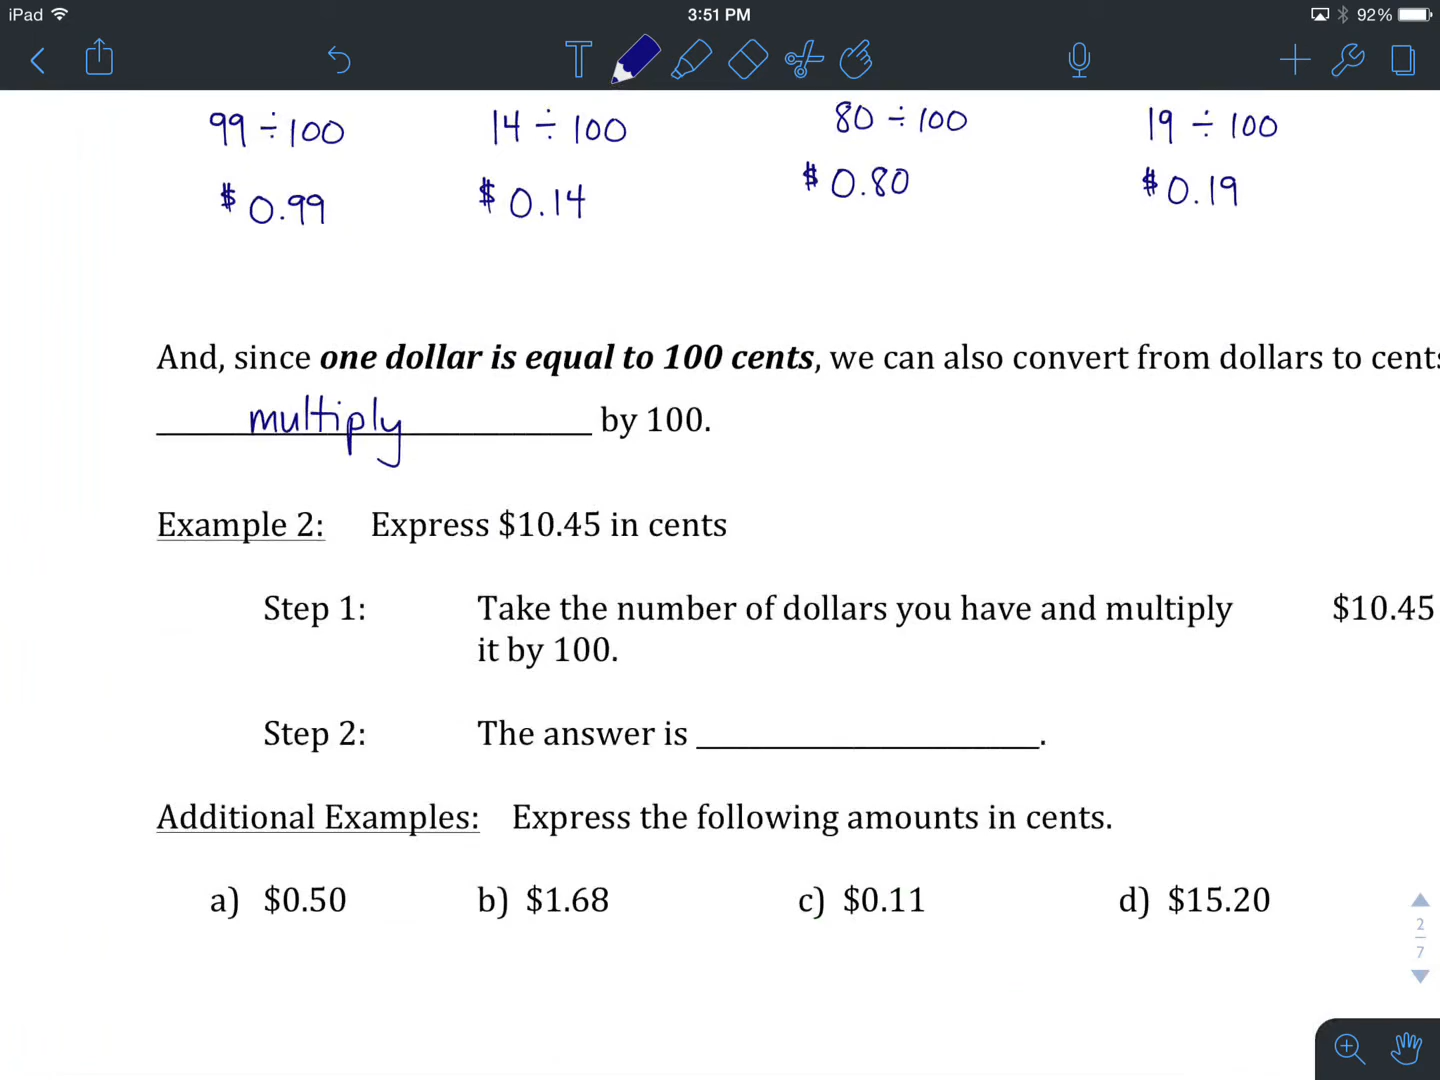 iPad 3:51 PM 92%
T
99 ÷ 100 14 ÷ 100 80 ÷ 100 19 ÷ 100
$0.99 $0.14 $0.80 $0.19
And, since one dollar is equal to 100 cents, we can also convert from dollars to cents
multiply by 100.
Example 2: Express $10.45 in cents
Step 1: Take the number of dollars you have and multiply $10.45
it by 100.
Step 2: The answer is ____________________.
Additional Examples: Express the following amounts in cents.
a) $0.50 b) $1.68 c) $0.11 d) $15.20
2
7